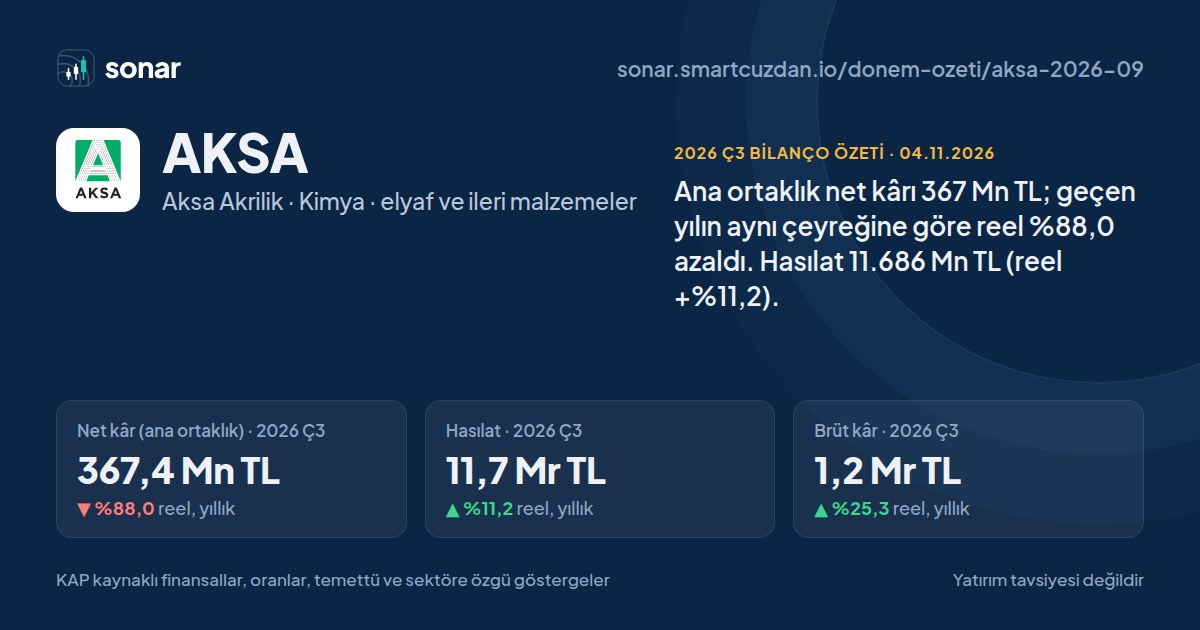 sonar
sonar.smartcuzdan.io/donem-ozeti/aksa-2026-09
AKSA
AKSA
Aksa Akrilik · Kimya · elyaf ve ileri malzemeler
2026 Ç3 BİLANÇO ÖZETİ · 04.11.2026
Ana ortaklık net kârı 367 Mn TL; geçen
yılın aynı çeyreğine göre reel %88,0
azaldı. Hasılat 11.686 Mn TL (reel
+%11,2).
Net kâr (ana ortaklık) · 2026 Ç3
367,4 Mn TL
▼ %88,0 reel, yıllık
Hasılat · 2026 Ç3
11,7 Mr TL
▲ %11,2 reel, yıllık
Brüt kâr · 2026 Ç3
1,2 Mr TL
▲ %25,3 reel, yıllık
KAP kaynaklı finansallar, oranlar, temettü ve sektöre özgü göstergeler
Yatırım tavsiyesi değildir